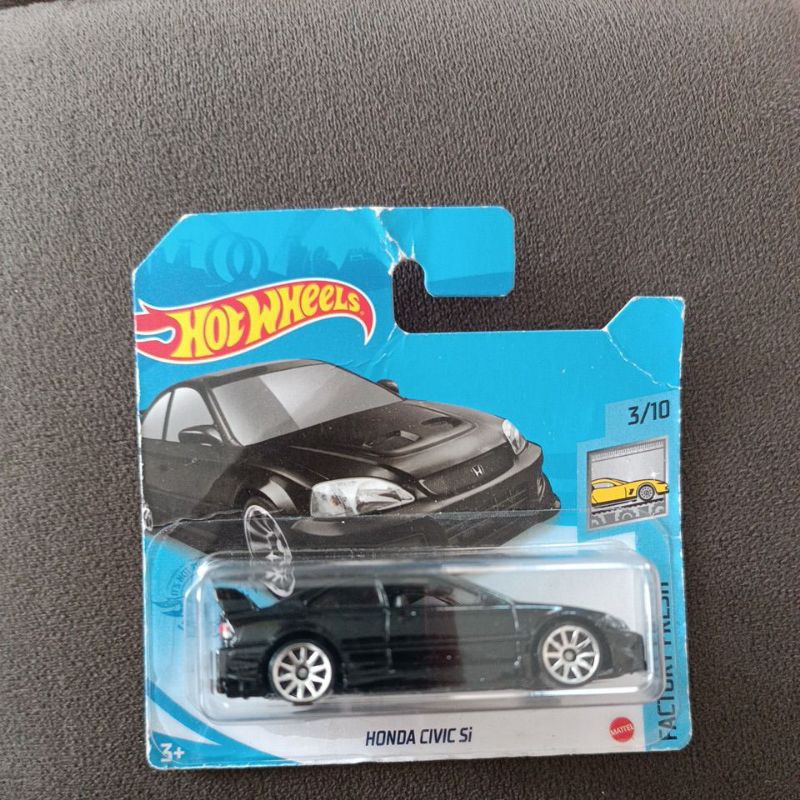 HOT WHEELS
3/10
FACTORY FRESH
HONDA CIVIC Si
MATTEL
3+